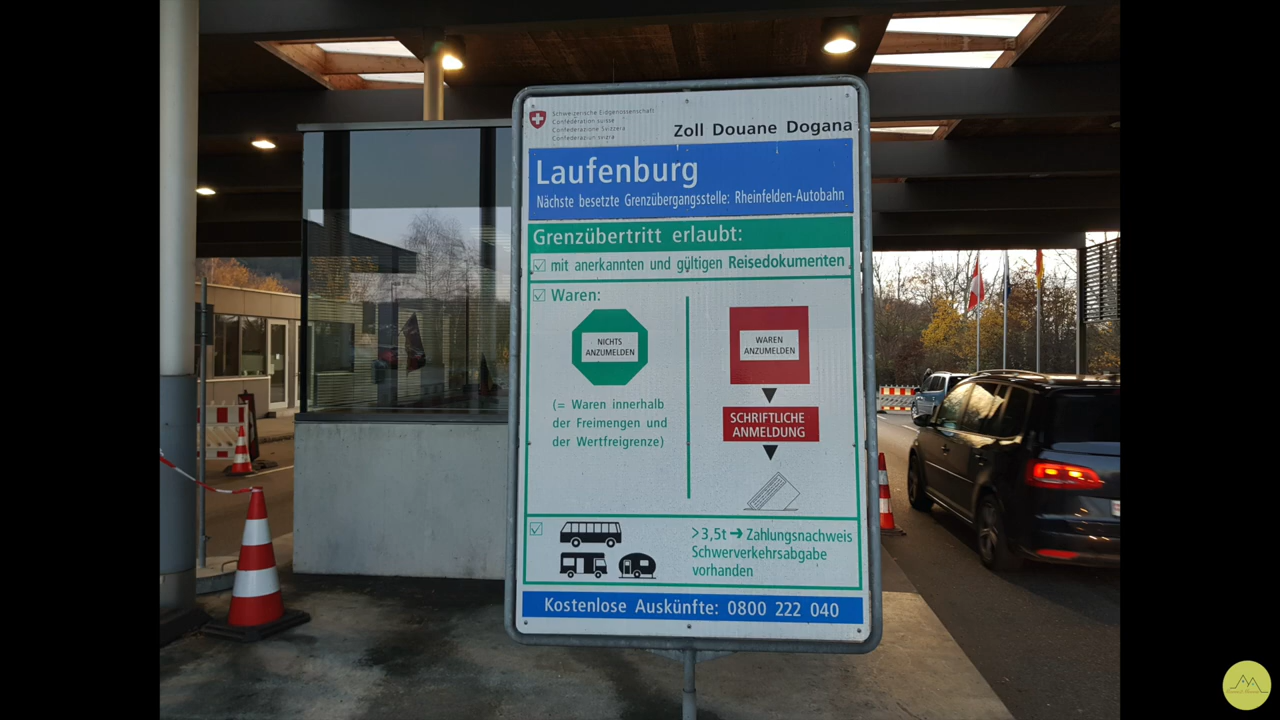 Schweizerische Eidgenossenschaft
Confédération suisse
Confederazione Svizzera
Confederaziun svizra
Zoll Douane Dogana
Laufenburg
Nächste besetzte Grenzübergangsstelle: Rheinfelden-Autobahn
Grenzübertritt erlaubt:
mit anerkannten und gültigen Reisedokumenten
Waren:
NICHTS
ANZUMELDEN
(= Waren innerhalb
der Freimengen und
der Wertfreigrenze)
WAREN
ANZUMELDEN
SCHRIFTLICHE
ANMELDUNG
>3,5t ➔ Zahlungsnachweis
Schwerverkehrsabgabe
vorhanden
Kostenlose Auskünfte: 0800 222 040